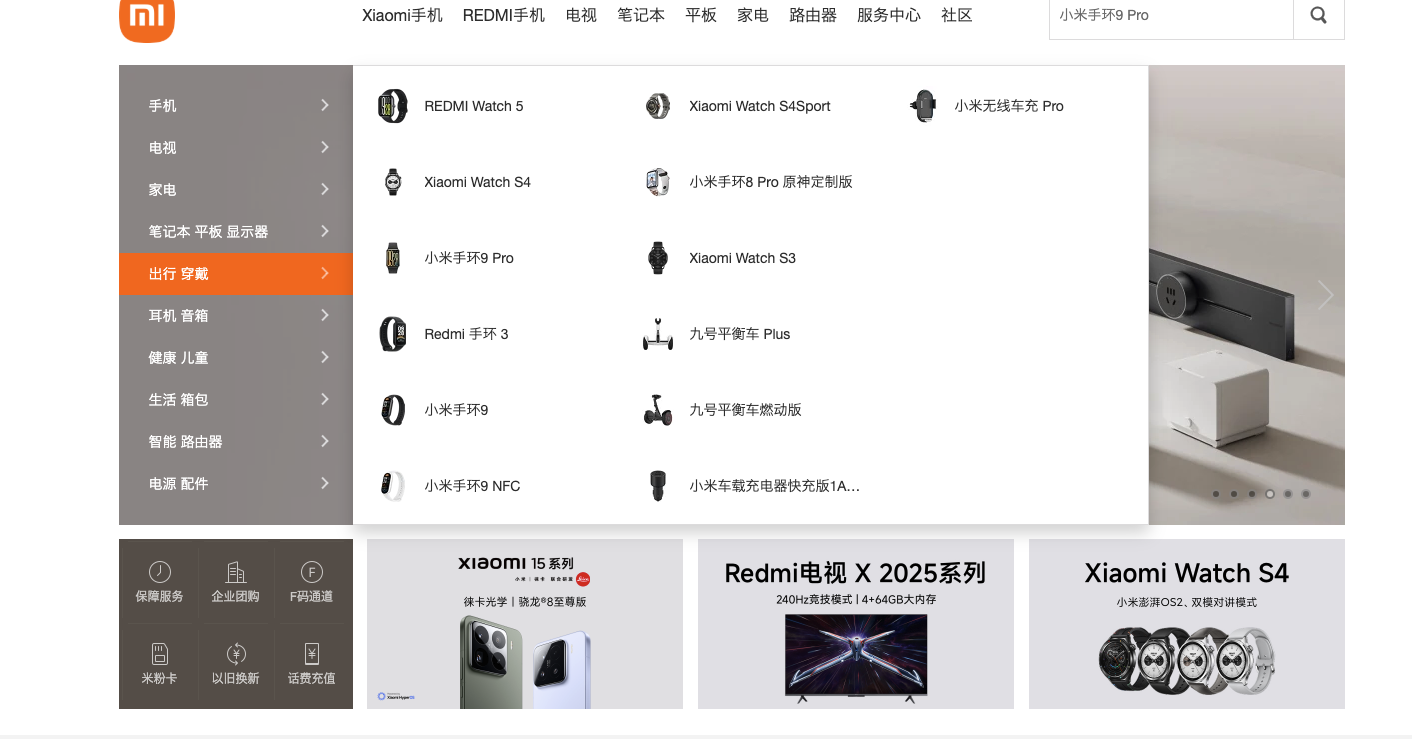 Xiaomi手机 REDMI手机 电视 笔记本 平板 家电 路由器 服务中心 社区
小米手环9 Pro
手机
电视
家电
笔记本 平板 显示器
出行 穿戴
耳机 音箱
健康 儿童
生活 箱包
智能 路由器
电源 配件
REDMI Watch 5
Xiaomi Watch S4
小米手环9 Pro
Redmi 手环 3
小米手环9
小米手环9 NFC
Xiaomi Watch S4Sport
小米手环8 Pro 原神定制版
Xiaomi Watch S3
九号平衡车 Plus
九号平衡车燃动版
小米车载充电器快充版1A...
小米无线车充 Pro
保障服务
企业团购
F码通道
米粉卡
以旧换新
话费充值
xiaomi 15 系列
小米 | 徕卡 联合研发
徕卡光学 | 骁龙®8至尊版
Xiaomi HyperOS
Redmi电视 X 2025系列
240Hz竞技模式 | 4+64GB大内存
Xiaomi Watch S4
小米澎湃OS2、双模对讲模式